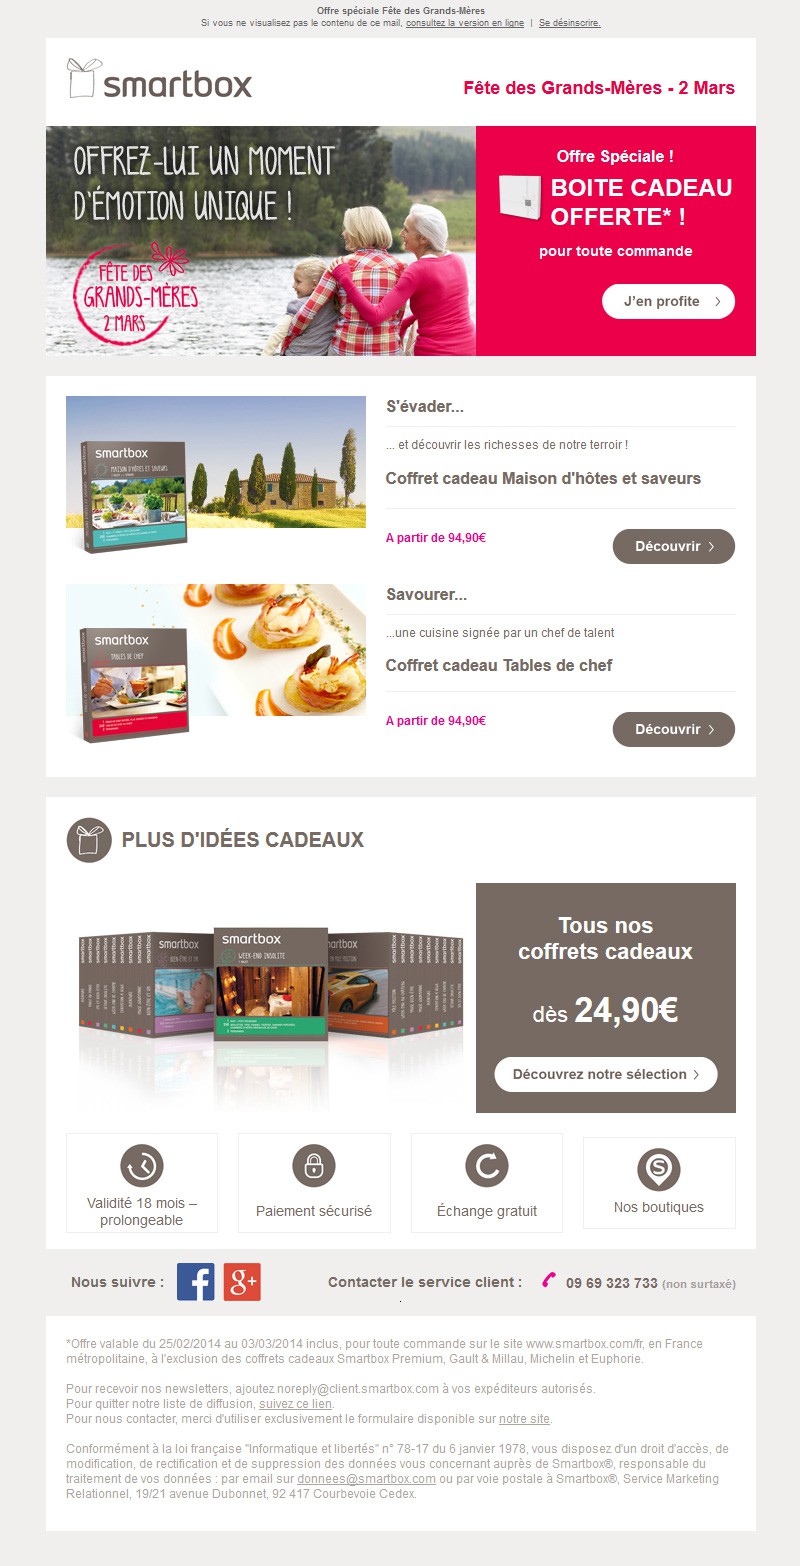 Offre spéciale Fête des Grands-Mères
Si vous ne visualisez pas le contenu de ce mail, consultez la version en ligne | Se désinscrire.
smartbox
Fête des Grands-Mères - 2 Mars
OFFREZ-LUI UN MOMENT
D'ÉMOTION UNIQUE !
FÊTE DES
GRANDS-MÈRES
2 MARS
Offre Spéciale !
BOITE CADEAU
OFFERTE* !
pour toute commande
J'en profite
smartbox
MAISON D'HÔTES ET SAVEURS
S'évader...
... et découvrir les richesses de notre terroir !
Coffret cadeau Maison d'hôtes et saveurs
A partir de 94,90€
Découvrir
smartbox
TABLES DE CHEF
Savourer...
...une cuisine signée par un chef de talent
Coffret cadeau Tables de chef
A partir de 94,90€
Découvrir
PLUS D'IDÉES CADEAUX
smartbox
smartbox
WEEK-END INSOLITE
smartbox
Tous nos
coffrets cadeaux
dès 24,90€
Découvrez notre sélection
Validité 18 mois –
prolongeable
Paiement sécurisé
Échange gratuit
S
Nos boutiques
Nous suivre :
f
g+
Contacter le service client :
09 69 323 733 (non surtaxé)
.
*Offre valable du 25/02/2014 au 03/03/2014 inclus, pour toute commande sur le site www.smartbox.com/fr, en France
métropolitaine, à l'exclusion des coffrets cadeaux Smartbox Premium, Gault & Millau, Michelin et Euphorie.
Pour recevoir nos newsletters, ajoutez noreply@client.smartbox.com à vos expéditeurs autorisés.
Pour quitter notre liste de diffusion, suivez ce lien.
Pour nous contacter, merci d'utiliser exclusivement le formulaire disponible sur notre site.
Conformément à la loi française "Informatique et libertés" n° 78-17 du 6 janvier 1978, vous disposez d'un droit d'accès, de
modification, de rectification et de suppression des données vous concernant auprès de Smartbox®, responsable du
traitement de vos données : par email sur donnees@smartbox.com ou par voie postale à Smartbox®, Service Marketing
Relationnel, 19/21 avenue Dubonnet, 92 417 Courbevoie Cedex.